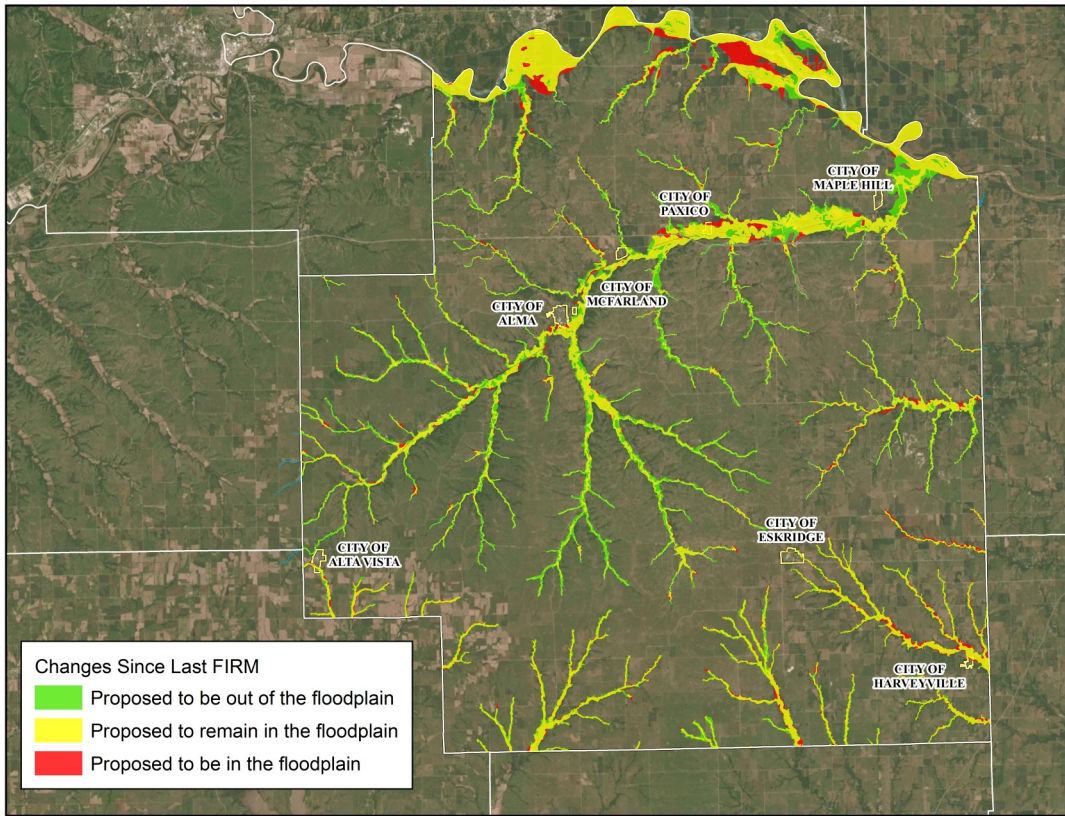 CITY OF
MAPLE HILL
CITY OF
PAXICO
CITY OF
MCFARLAND
CITY OF
ALMA
CITY OF
ESKRIDGE
CITY OF
ALTA VISTA
CITY OF
HARVEYVILLE
Changes Since Last FIRM
Proposed to be out of the floodplain
Proposed to remain in the floodplain
Proposed to be in the floodplain